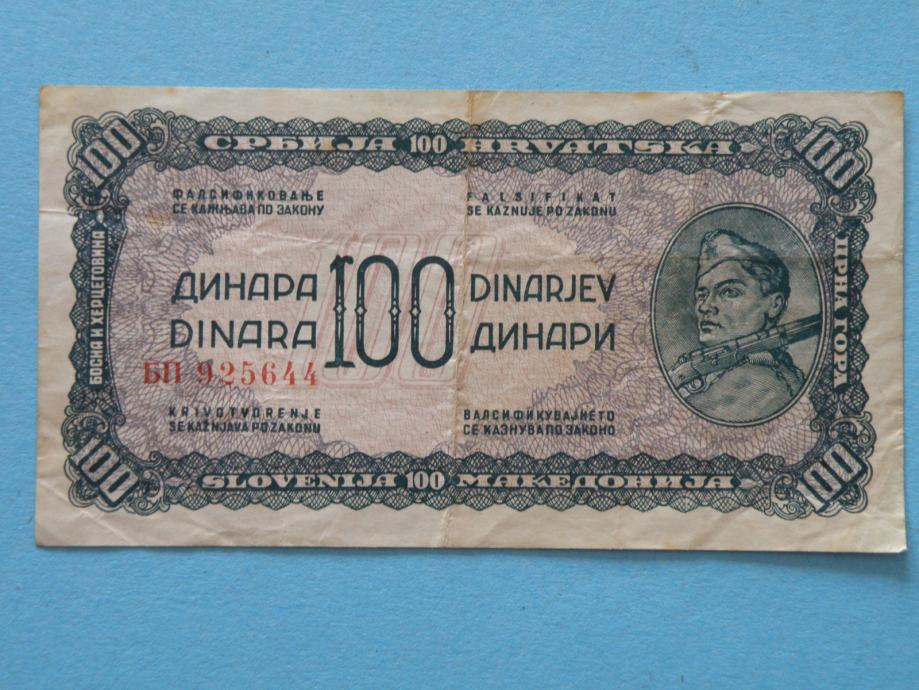 100
СРБИЈА 100 HRVATSKA
100
ФАЛСИФИКОВАЊЕ
СЕ КАЖЊАВА ПО ЗАКОНУ
FALSIFIKAT
SE KAZNUJE PO ZAKONU
БОСНА И ХЕРЦЕГОВИНА
ЦРНА ГОРА
100
ДИНАРА 100 DINARJEV
DINARA ДИНАРИ
БП 925644
KRIVOTVORENJE
SE KAŽNJAVA PO ZAKONU
ВАЛСИФИКУВАЈНЕТО
СЕ КАЗНУВА ПО ЗАКОНО
100
SLOVENIJA 100 МАКЕДОНИЈА
100